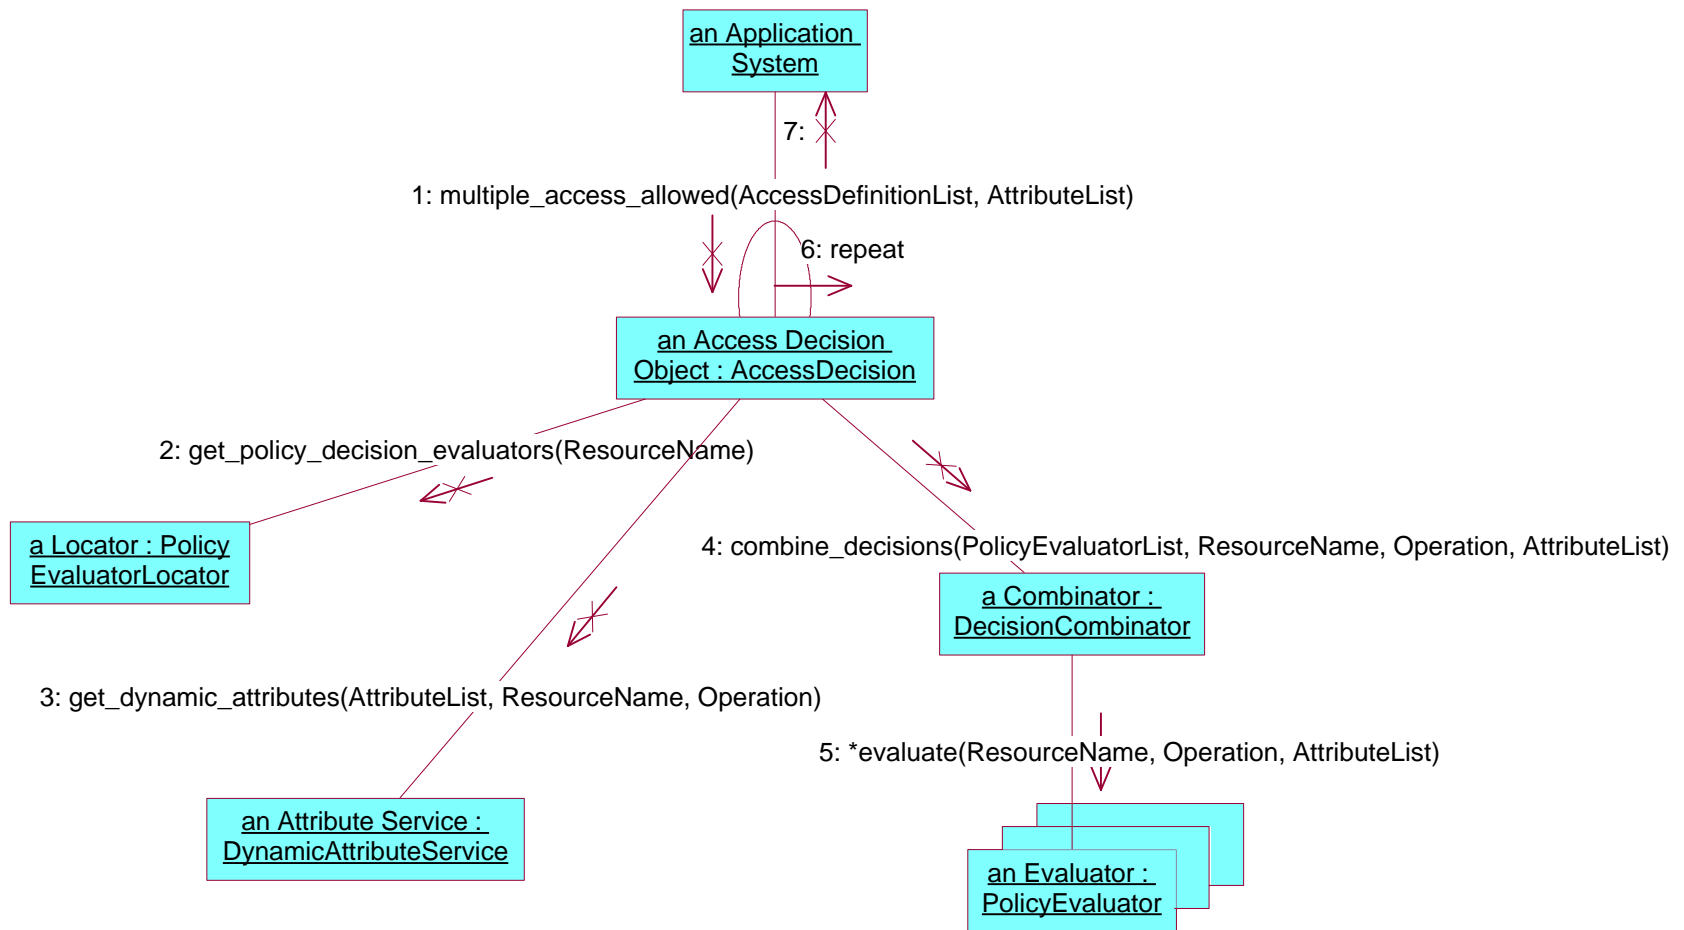 an Application
System
7:
1: multiple_access_allowed(AccessDefinitionList, AttributeList)
6: repeat
an Access Decision
Object : AccessDecision
2: get_policy_decision_evaluators(ResourceName)
a Locator : Policy
EvaluatorLocator
4: combine_decisions(PolicyEvaluatorList, ResourceName, Operation, AttributeList)
a Combinator :
DecisionCombinator
3: get_dynamic_attributes(AttributeList, ResourceName, Operation)
5: *evaluate(ResourceName, Operation, AttributeList)
an Attribute Service :
DynamicAttributeService
an Evaluator :
PolicyEvaluator